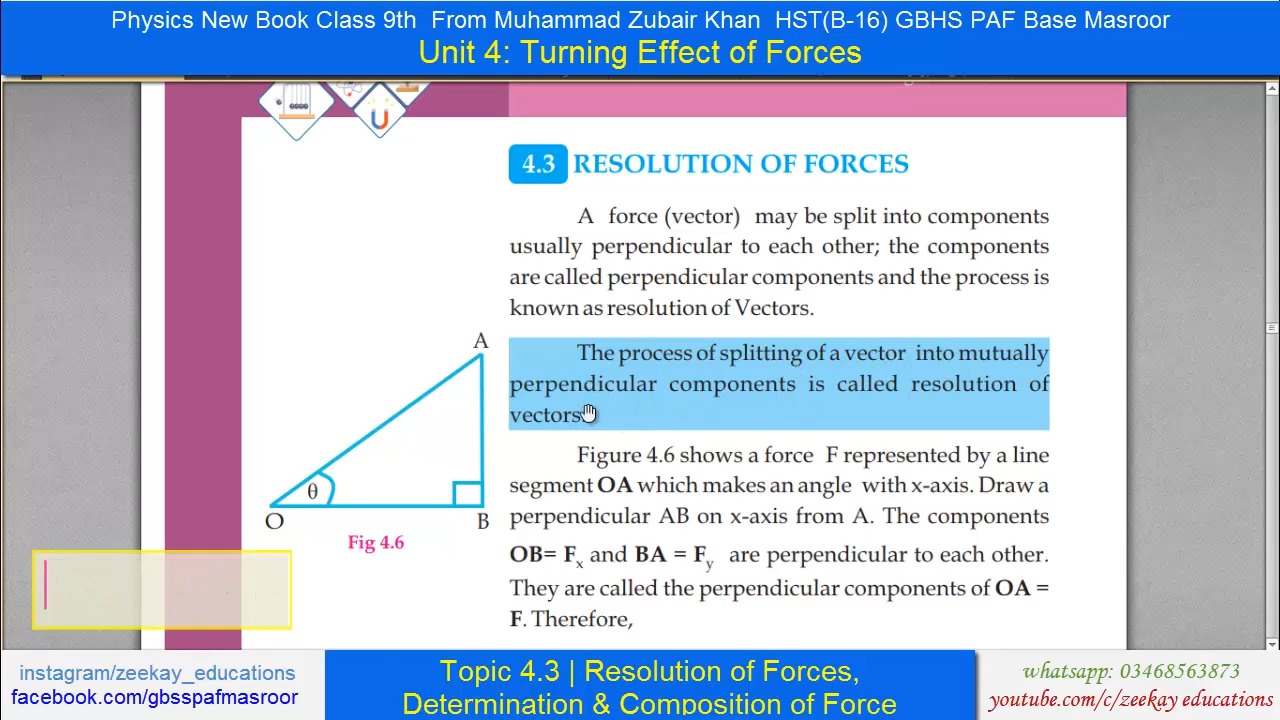 Physics New Book Class 9th From Muhammad Zubair Khan HST(B-16) GBHS PAF Base Masroor
Unit 4: Turning Effect of Forces
4.3 RESOLUTION OF FORCES
A force (vector) may be split into components
usually perpendicular to each other; the components
are called perpendicular components and the process is
known as resolution of Vectors.
The process of splitting of a vector into mutually
perpendicular components is called resolution of
vectors
A
θ
O
B
Fig 4.6
Figure 4.6 shows a force F represented by a line
segment OA which makes an angle with x-axis. Draw a
perpendicular AB on x-axis from A. The components
OB= Fx and BA = Fy are perpendicular to each other.
They are called the perpendicular components of OA =
F. Therefore,
instagram/zeekay_educations
facebook.com/gbsspafmasroor
Topic 4.3 | Resolution of Forces,
Determination & Composition of Force
whatsapp: 03468563873
youtube.com/c/zeekay educations